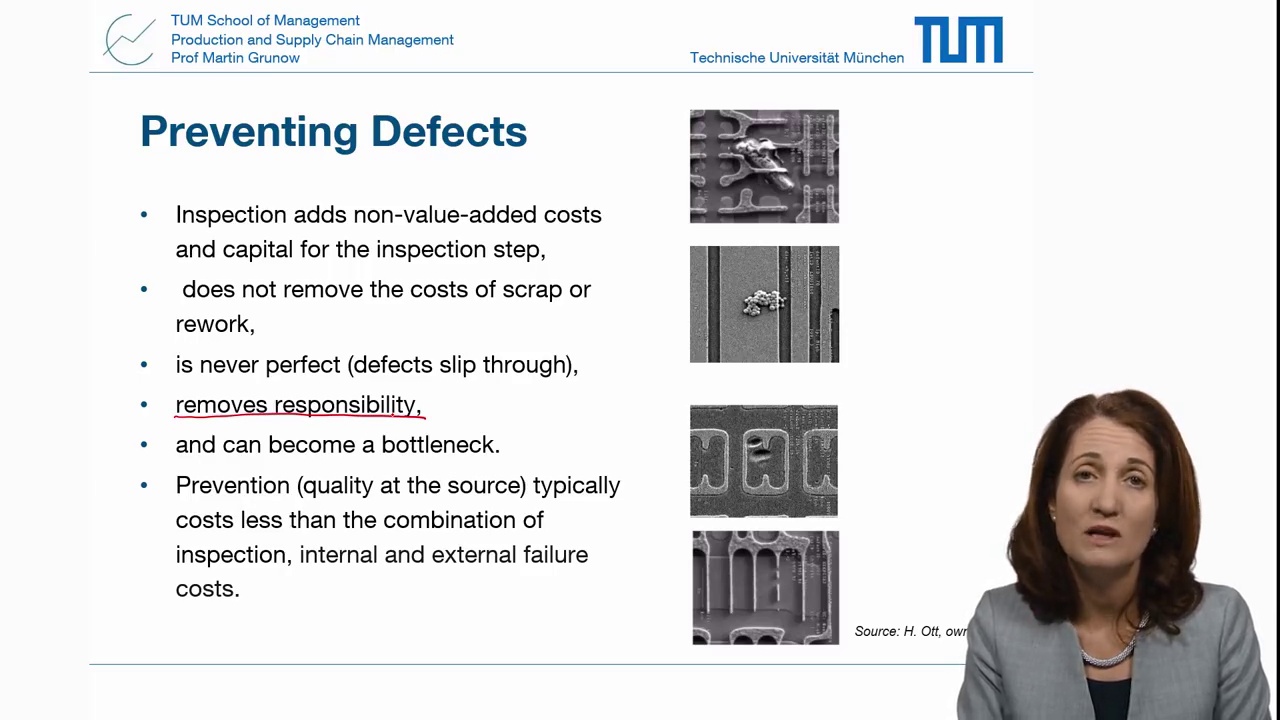 TUM School of Management
Production and Supply Chain Management
Prof Martin Grunow
Technische Universität München
TUM
Preventing Defects
• Inspection adds non-value-added costs
and capital for the inspection step,
• does not remove the costs of scrap or
rework,
• is never perfect (defects slip through),
• removes responsibility,
• and can become a bottleneck.
• Prevention (quality at the source) typically
costs less than the combination of
inspection, internal and external failure
costs.
Source: H. Ott, own